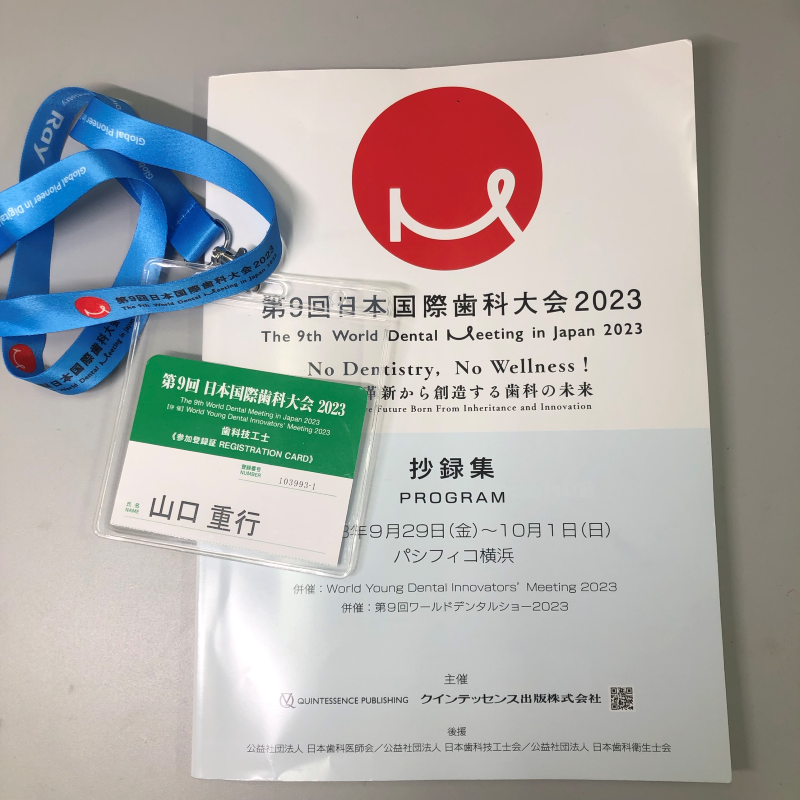 Ray
Global Pioneer
Global Pioneer in Digital
第9回日本国際歯科大会2023
The 9th World Dental Meeting in Japan 2023
第9回日本国際歯科大会2023
The 9th World Dental Meeting in Japan 2023
No Dentistry, No Wellness!
革新から創造する歯科の未来
Future Born From Inheritance and Innovation
第9回 日本国際歯科大会 2023
The 9th World Dental Meeting in Japan 2023
【併催】World Young Dental Innovators' Meeting 2023
歯科技工士
《参加登録証 REGISTRATION CARD》
登録番号
NUMBER
103993-1
氏名
NAME
山口 重行
抄録集
PROGRAM
年9月29日(金)〜10月1日(日)
パシフィコ横浜
併催：World Young Dental Innovators' Meeting 2023
併催：第9回ワールドデンタルショー2023
主催
QUINTESSENCE PUBLISHING クインテッセンス出版株式会社
後援
公益社団法人 日本歯科医師会／公益社団法人 日本歯科技工士会／公益社団法人 日本歯科衛生士会